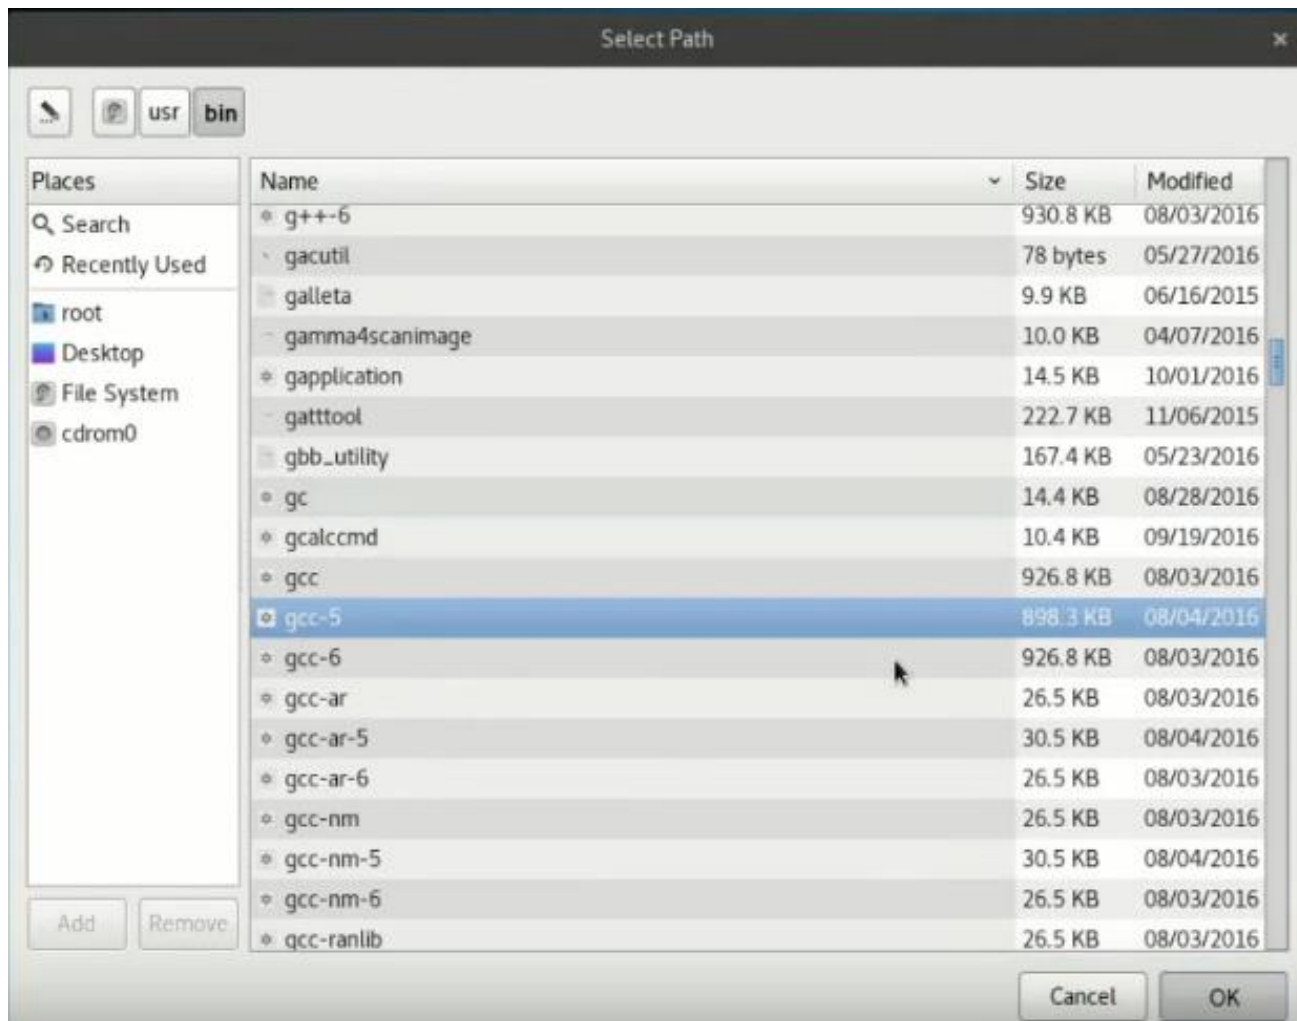 Select Path
usr bin
Places
Search
Recently Used
root
Desktop
File System
cdrom0
Add Remove
Name Size Modified
g++-6 930.8 KB 08/03/2016
gacutil 78 bytes 05/27/2016
galleta 9.9 KB 06/16/2015
gamma4scanimage 10.0 KB 04/07/2016
gapplication 14.5 KB 10/01/2016
gatttool 222.7 KB 11/06/2015
gbb_utility 167.4 KB 05/23/2016
gc 14.4 KB 08/28/2016
gcalccmd 10.4 KB 09/19/2016
gcc 926.8 KB 08/03/2016
gcc-5 898.3 KB 08/04/2016
gcc-6 926.8 KB 08/03/2016
gcc-ar 26.5 KB 08/03/2016
gcc-ar-5 30.5 KB 08/04/2016
gcc-ar-6 26.5 KB 08/03/2016
gcc-nm 26.5 KB 08/03/2016
gcc-nm-5 30.5 KB 08/04/2016
gcc-nm-6 26.5 KB 08/03/2016
gcc-ranlib 26.5 KB 08/03/2016
Cancel OK